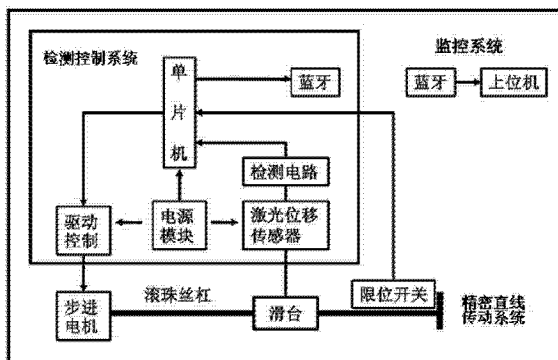 检测控制系统
监控系统
单
片
机
蓝牙
蓝牙
上位机
检测电路
驱动
控制
电源
模块
激光位移
传感器
步进
电机
滚珠丝杠
滑台
限位开关
精密直线
传动系统